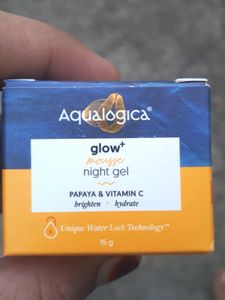 Aqualogica®
glow+
mousse
night gel
PAPAYA & VITAMIN C
brighten + hydrate
Unique Water Lock Technology™
15 g